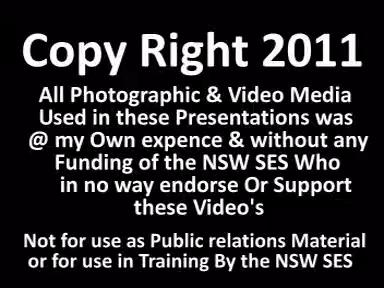 Copy Right 2011
All Photographic & Video Media
Used in these Presentations was
@ my Own expence & without any
Funding of the NSW SES Who
in no way endorse Or Support
these Video's
Not for use as Public relations Material
or for use in Training By the NSW SES